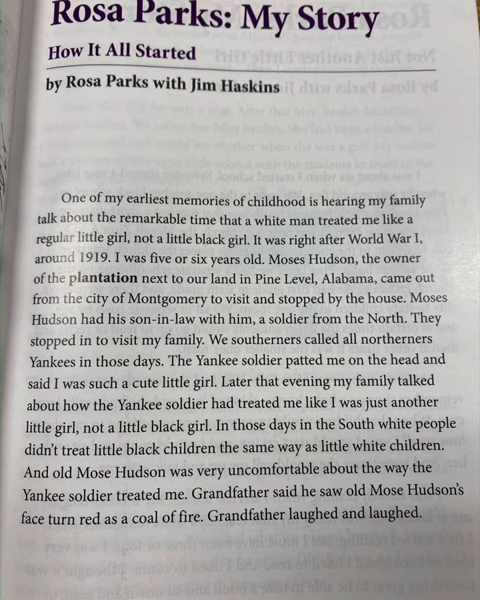 Rosa Parks: My Story
How It All Started
by Rosa Parks with Jim Haskins
One of my earliest memories of childhood is hearing my family
talk about the remarkable time that a white man treated me like a
regular little girl, not a little black girl. It was right after World War I,
around 1919. I was five or six years old. Moses Hudson, the owner
of the plantation next to our land in Pine Level, Alabama, came out
from the city of Montgomery to visit and stopped by the house. Moses
Hudson had his son-in-law with him, a soldier from the North. They
stopped in to visit my family. We southerners called all northerners
Yankees in those days. The Yankee soldier patted me on the head and
said I was such a cute little girl. Later that evening my family talked
about how the Yankee soldier had treated me like I was just another
little girl, not a little black girl. In those days in the South white people
didn't treat little black children the same way as little white children.
And old Mose Hudson was very uncomfortable about the way the
Yankee soldier treated me. Grandfather said he saw old Mose Hudson's
face turn red as a coal of fire. Grandfather laughed and laughed.